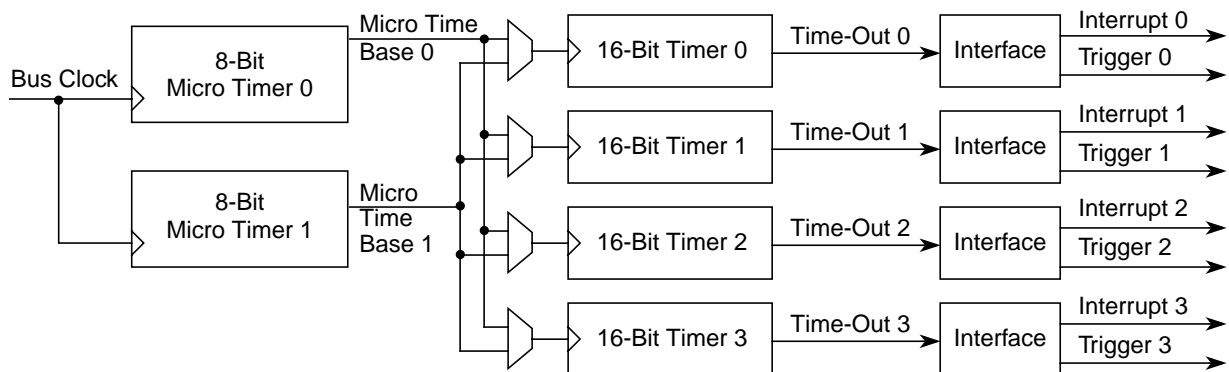 Bus Clock
8-Bit
Micro Timer 0
8-Bit
Micro Timer 1
Micro Time
Base 0
Micro
Time
Base 1
16-Bit Timer 0
Time-Out 0
Interface
Interrupt 0
Trigger 0
16-Bit Timer 1
Time-Out 1
Interface
Interrupt 1
Trigger 1
16-Bit Timer 2
Time-Out 2
Interface
Interrupt 2
Trigger 2
16-Bit Timer 3
Time-Out 3
Interface
Interrupt 3
Trigger 3